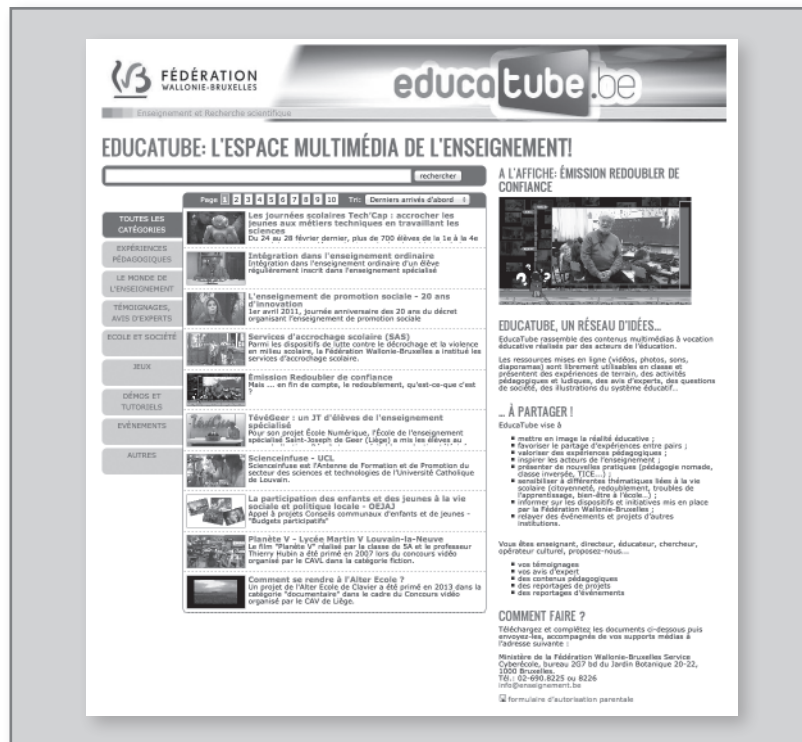 FÉDÉRATION
WALLONIE-BRUXELLES
educatube.be
Enseignement et Recherche scientifique
EDUCATUBE: L'ESPACE MULTIMÉDIA DE L'ENSEIGNEMENT!
rechercher
Page 1 2 3 4 5 6 7 8 9 10 Tri: Derniers arrivés d'abord
TOUTES LES
CATÉGORIES
EXPÉRIENCES
PÉDAGOGIQUES
LE MONDE DE
L'ENSEIGNEMENT
TÉMOIGNAGES,
AVIS D'EXPERTS
ECOLE ET SOCIÉTÉ
JEUX
DÉMOS ET
TUTORIELS
EVÉNEMENTS
AUTRES
Les journées scolaires Tech'Cap : accrocher les
jeunes aux métiers techniques en travaillant les
sciences
Du 24 au 28 février dernier, plus de 700 élèves de la 1e à la 4e
Intégration dans l'enseignement ordinaire
Intégration dans l'enseignement ordinaire d'un élève
régulièrement inscrit dans l'enseignement spécialisé
L'enseignement de promotion sociale - 20 ans
d'innovation
1er avril 2011, journée anniversaire des 20 ans du décret
organisant l'enseignement de promotion sociale
Services d'accrochage scolaire (SAS)
Parmi les dispositifs de lutte contre le décrochage et la violence
en milieu scolaire, la Fédération Wallonie-Bruxelles a institué les
services d'accrochage scolaire.
Émission Redoubler de confiance
Mais ... en fin de compte, le redoublement, qu'est-ce-que c'est
?
TévéGeer : un JT d'élèves de l'enseignement
spécialisé
Pour son projet École Numérique, l'École de l'enseignement
spécialisé Saint-Joseph de Geer (Liège) a mis les élèves au
Scienceinfuse - UCL
Scienceinfuse est l'Antenne de Formation et de Promotion du
secteur des sciences et technologies de l'Université Catholique
de Louvain.
La participation des enfants et des jeunes à la vie
sociale et politique locale - OEJAJ
Appel à projets Conseils communaux d'enfants et de jeunes -
"Budgets participatifs"
Planète V - Lycée Martin V Louvain-la-Neuve
Le film "Planète V" réalisé par la classe de 5A et le professeur
Thierry Hubin a été primé en 2007 lors du concours vidéo
organisé par le CAVL dans la catégorie fiction.
Comment se rendre à l'Alter Ecole ?
Un projet de l'Alter Ecole de Clavier a été primé en 2013 dans la
catégorie "documentaire" dans le cadre du Concours vidéo
organisé par le CAV de Liège.
A L'AFFICHE: ÉMISSION REDOUBLER DE
CONFIANCE
EDUCATUBE, UN RÉSEAU D'IDÉES...
EducaTube rassemble des contenus multimédias à vocation
éducative réalisés par des acteurs de l'éducation.
Les ressources mises en ligne (vidéos, photos, sons,
diaporamas) sont librement utilisables en classe et
présentent des expériences de terrain, des activités
pédagogiques et ludiques, des avis d'experts, des questions
de société, des illustrations du système éducatif...
... À PARTAGER !
EducaTube vise à
mettre en image la réalité éducative ;
favoriser le partage d'expériences entre pairs ;
valoriser des expériences pédagogiques ;
inspirer les acteurs de l'enseignement ;
présenter de nouvelles pratiques (pédagogie nomade,
classe inversée, TICE...) ;
sensibiliser à différentes thématiques liées à la vie
scolaire (citoyenneté, redoublement, troubles de
l'apprentissage, bien-être à l'école...) ;
informer sur les dispositifs et initiatives mis en place
par la Fédération Wallonie-Bruxelles ;
relayer des événements et projets d'autres
institutions.
Vous êtes enseignant, directeur, éducateur, chercheur,
opérateur culturel, proposez-nous...
vos témoignages
vos avis d'expert
des contenus pédagogiques
des reportages de projets
des reportages d'événements
COMMENT FAIRE ?
Téléchargez et complétez les documents ci-dessous puis
envoyez-les, accompagnés de vos supports médias à
l'adresse suivante :
Ministère de la Fédération Wallonie-Bruxelles Service
Cyberécole, bureau 2G7 bd du Jardin Botanique 20-22,
1000 Bruxelles.
Tél.: 02-690.8225 ou 8226
info@enseignement.be
formulaire d'autorisation parentale